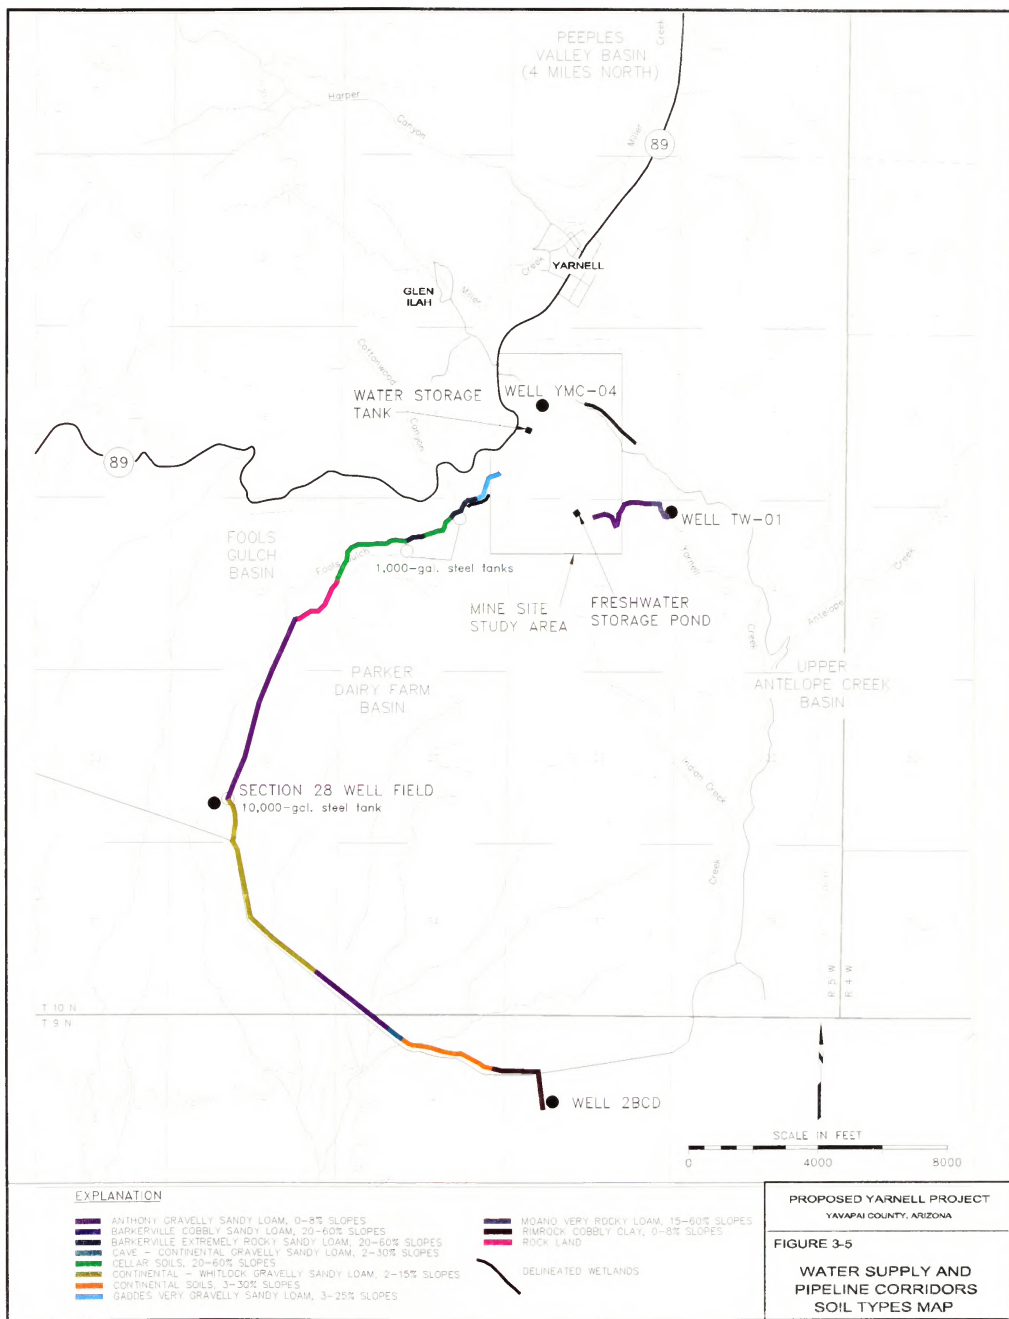 PEEPLES
VALLEY BASIN
(4 MILES NORTH)
Creek
Harper
Canyon
Miller
89
YARNELL
Creek
GLEN
ILAH
Miller
Creek
Cottonwood
Canyon
WATER STORAGE
TANK
WELL YMC-04
89
FOOLS
GULCH
BASIN
Fools Gulch
1,000-gal. steel tanks
WELL TW-01
Yarnell
Creek
Antelope
Creek
MINE SITE
STUDY AREA
FRESHWATER
STORAGE POND
PARKER
DAIRY FARM
BASIN
UPPER
ANTELOPE CREEK
BASIN
Indian Creek
SECTION 28 WELL FIELD
10,000-gal. steel tank
Creek
R 5 W
R 4 W
T 10 N
T 9 N
WELL 2BCD
SCALE IN FEET
0 4000 8000
EXPLANATION
ANTHONY GRAVELLY SANDY LOAM, 0-8% SLOPES
BARKERVILLE COBBLY SANDY LOAM, 20-60% SLOPES
BARKERVILLE EXTREMELY ROCKY SANDY LOAM, 20-60% SLOPES
CAVE - CONTINENTAL GRAVELLY SANDY LOAM, 2-30% SLOPES
CELLAR SOILS, 20-60% SLOPES
CONTINENTAL - WHITLOCK GRAVELLY SANDY LOAM, 2-15% SLOPES
CONTINENTAL SOILS, 3-30% SLOPES
GADDES VERY GRAVELLY SANDY LOAM, 3-25% SLOPES
MOANO VERY ROCKY LOAM, 15-60% SLOPES
RIMROCK COBBLY CLAY, 0-8% SLOPES
ROCK LAND
DELINEATED WETLANDS
PROPOSED YARNELL PROJECT
YAVAPAI COUNTY, ARIZONA
FIGURE 3-5
WATER SUPPLY AND
PIPELINE CORRIDORS
SOIL TYPES MAP